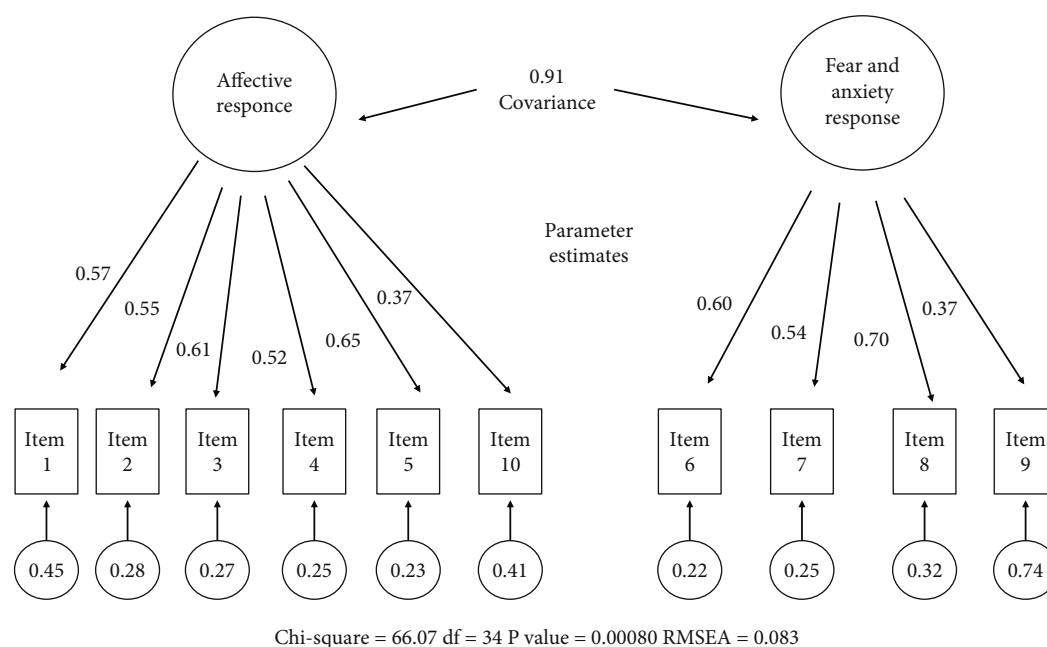 Affective
responce
0.91
Covariance
Fear and
anxiety
response
Parameter
estimates
0.57
0.55
0.61
0.52
0.65
0.37
0.60
0.54
0.70
0.37
Item
1
Item
2
Item
3
Item
4
Item
5
Item
10
Item
6
Item
7
Item
8
Item
9
0.45
0.28
0.27
0.25
0.23
0.41
0.22
0.25
0.32
0.74
Chi-square = 66.07 df = 34 P value = 0.00080 RMSEA = 0.083